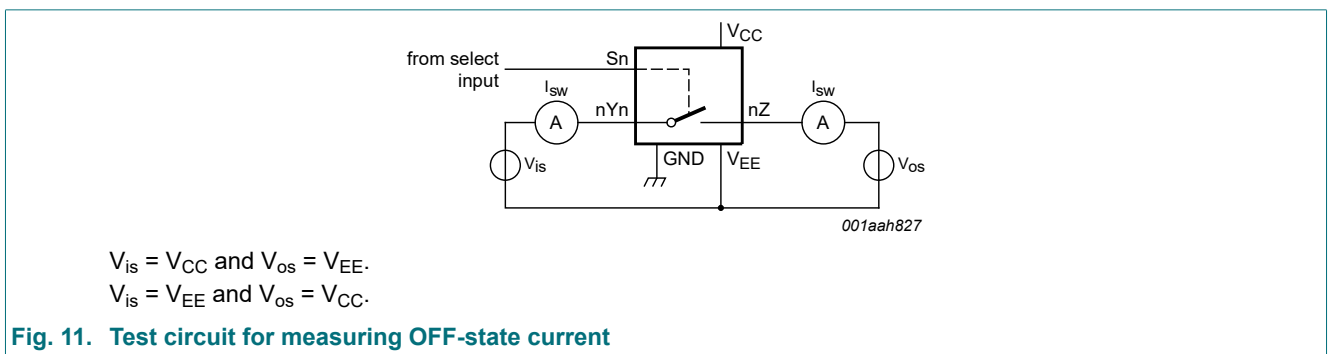 VCC
from select
input
Sn
Isw
nYn
nZ
Isw
A
A
Vis
GND
VEE
Vos
001aah827
Vis = VCC and Vos = VEE.
Vis = VEE and Vos = VCC.
Fig. 11. Test circuit for measuring OFF-state current